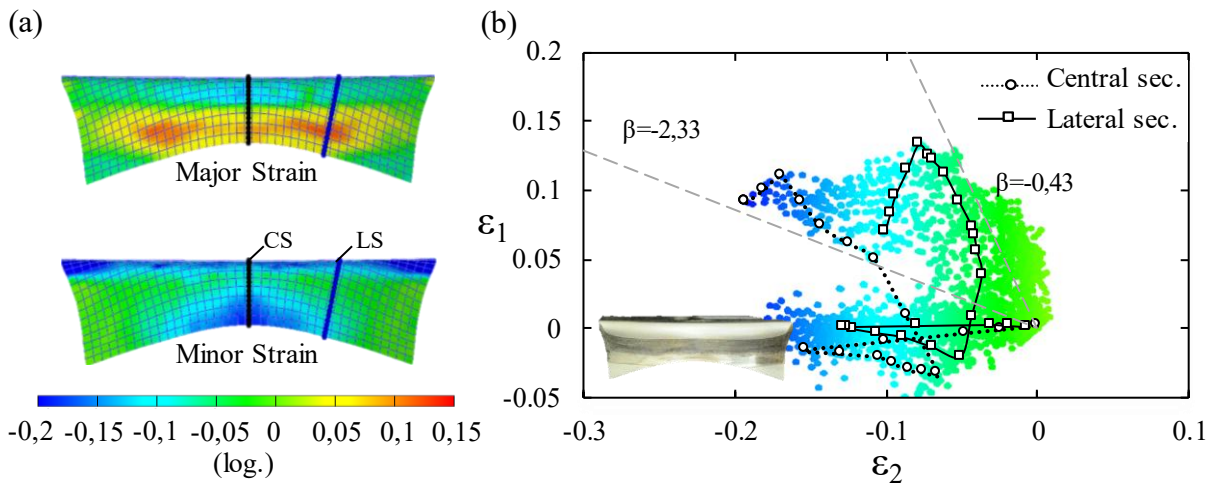 (a)
Major Strain
CS
LS
Minor Strain
-0,2 -0,15 -0,1 -0,05 0 0,05 0,1 0,15
(log.)
(b)
0.2
0.15
0.1
0.05
0
-0.05
ε1
β=-2,33
β=-0,43
Central sec.
Lateral sec.
-0.3 -0.2 -0.1 0 0.1
ε2